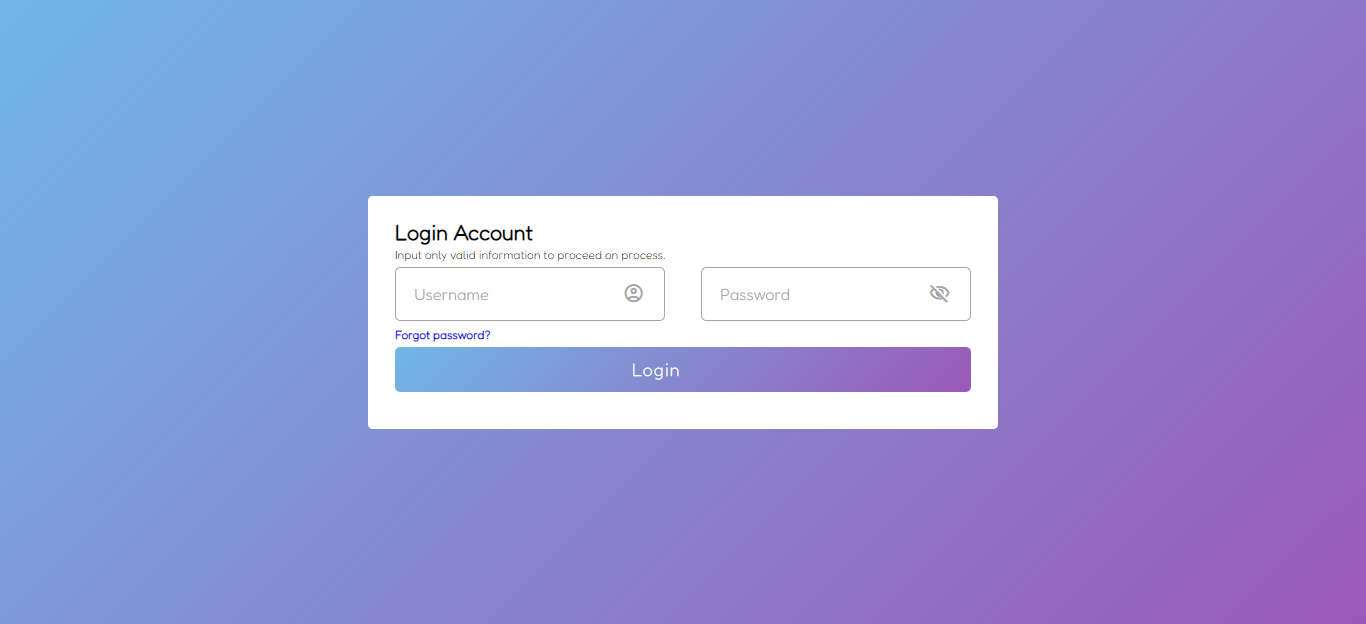 Login Account
Input only valid information to proceed on process.
Username
Password
Forgot password?
Login